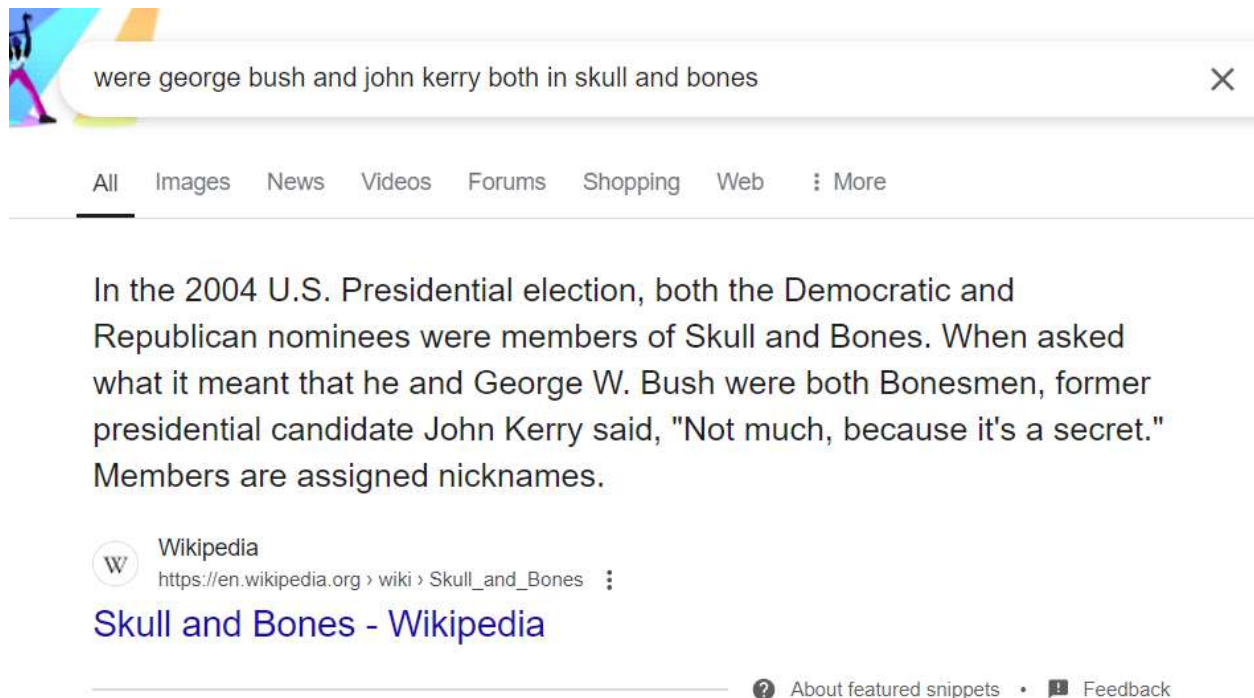 were george bush and john kerry both in skull and bones
All Images News Videos Forums Shopping Web More
In the 2004 U.S. Presidential election, both the Democratic and
Republican nominees were members of Skull and Bones. When asked
what it meant that he and George W. Bush were both Bonesmen, former
presidential candidate John Kerry said, "Not much, because it's a secret."
Members are assigned nicknames.
W
Wikipedia
https://en.wikipedia.org › wiki › Skull_and_Bones
Skull and Bones - Wikipedia
About featured snippets • Feedback